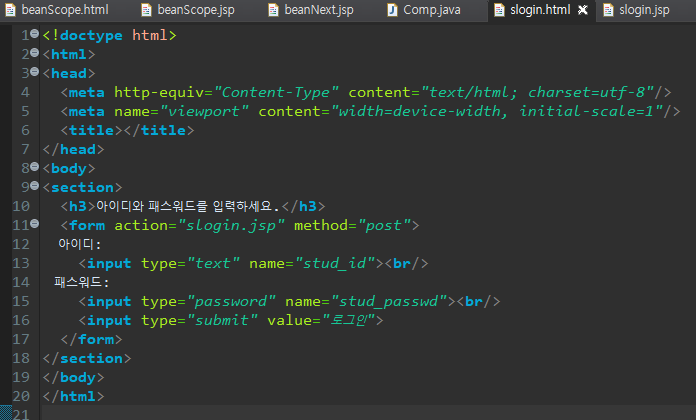 beanScope.html beanScope.jsp beanNext.jsp Comp.java slogin.html slogin.jsp
1 <!doctype html>
2 <html>
3 <head>
4 <meta http-equiv="Content-Type" content="text/html; charset=utf-8"/>
5 <meta name="viewport" content="width=device-width, initial-scale=1"/>
6 <title></title>
7 </head>
8 <body>
9 <section>
10 <h3>아이디와 패스워드를 입력하세요.</h3>
11 <form action="slogin.jsp" method="post">
12 아이디:
13 <input type="text" name="stud_id"><br/>
14 패스워드:
15 <input type="password" name="stud_passwd"><br/>
16 <input type="submit" value="로그인">
17 </form>
18 </section>
19 </body>
20 </html>
21